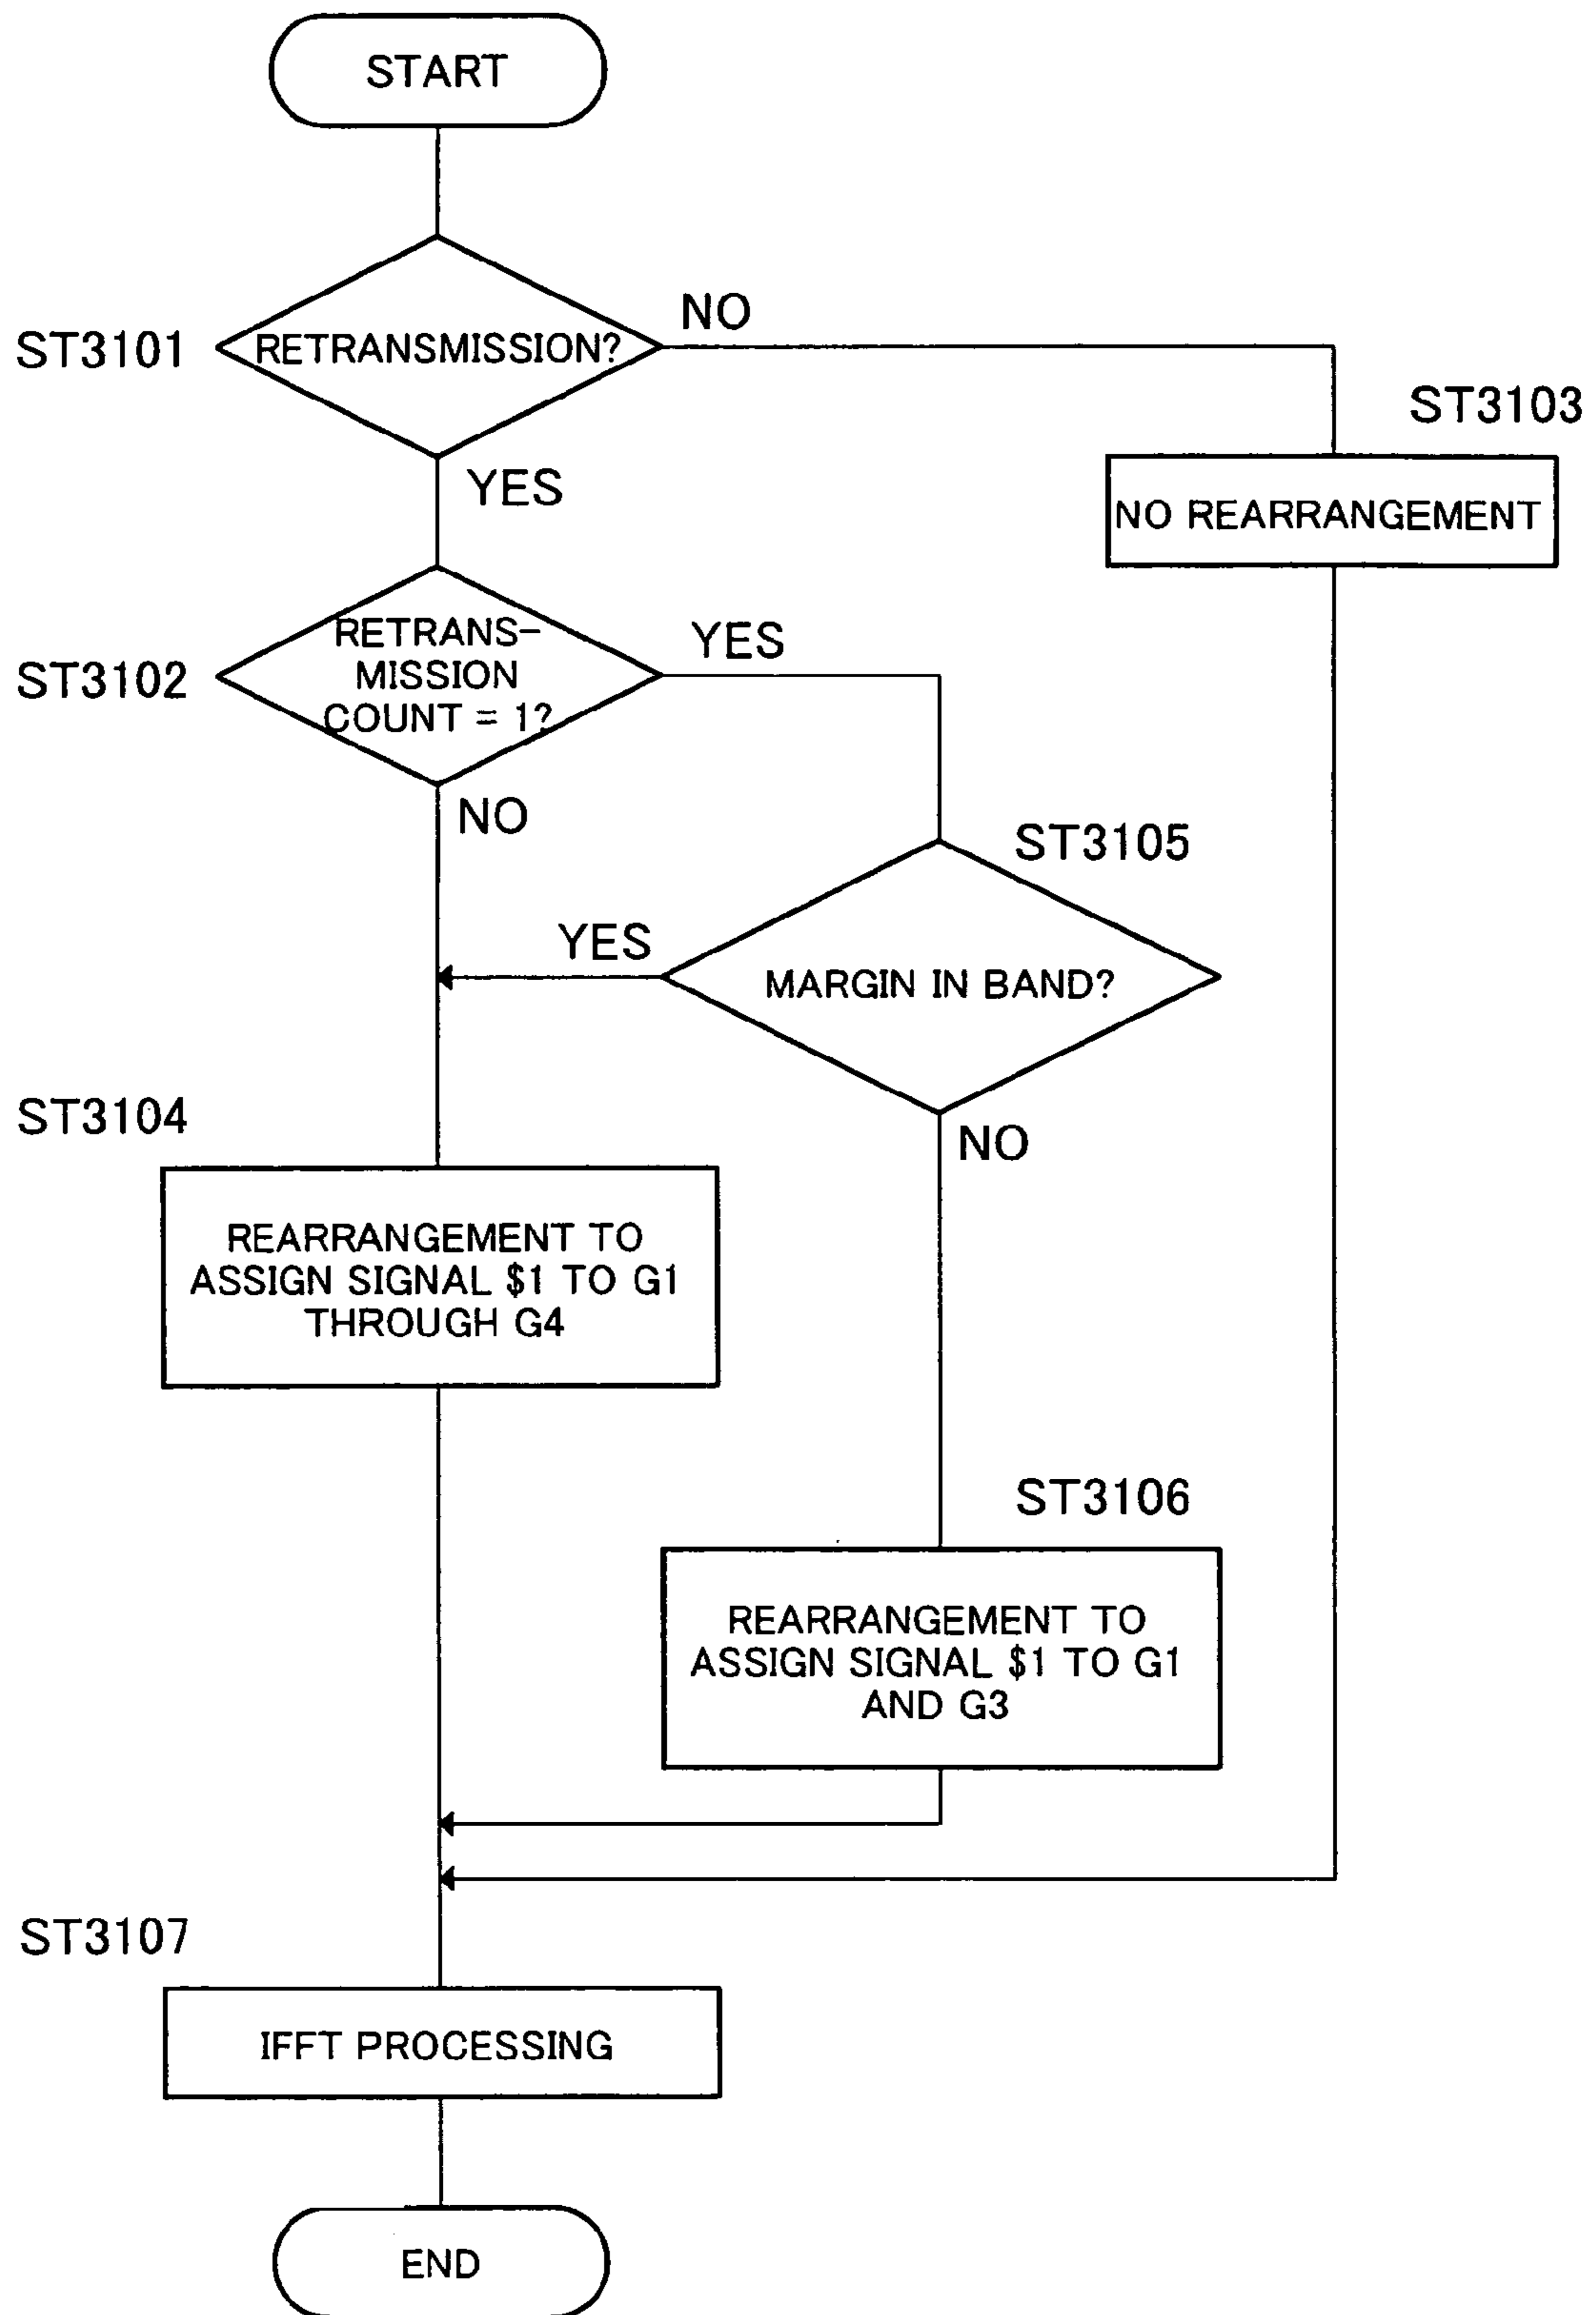 START
ST3101
RETRANSMISSION?
NO
ST3103
NO REARRANGEMENT
YES
ST3102
RETRANS-
MISSION
COUNT = 1?
YES
NO
ST3105
YES
MARGIN IN BAND?
NO
ST3104
REARRANGEMENT TO
ASSIGN SIGNAL $1 TO G1
THROUGH G4
ST3106
REARRANGEMENT TO
ASSIGN SIGNAL $1 TO G1
AND G3
ST3107
IFFT PROCESSING
END